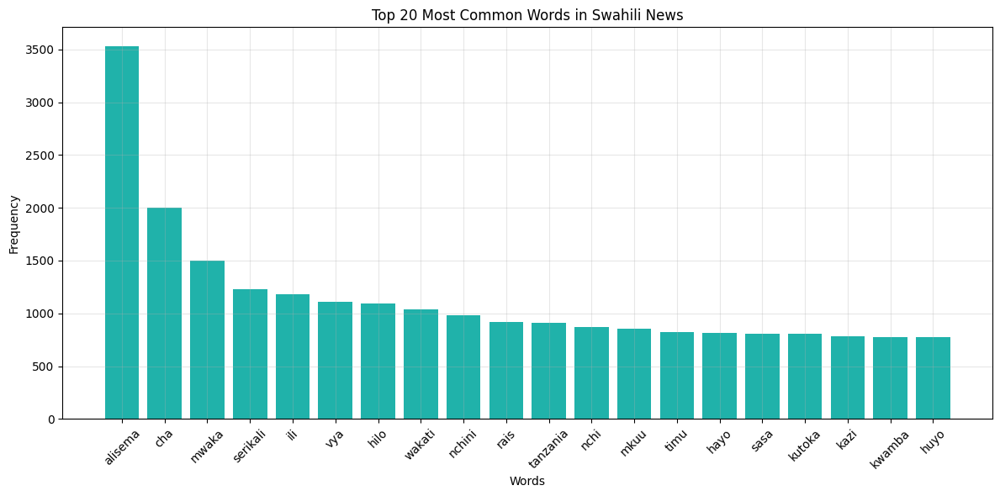 Top 20 Most Common Words in Swahili News
Frequency
3500
3000
2500
2000
1500
1000
500
0
alisema
cha
mwaka
serikali
ili
vya
hilo
wakati
nchini
rais
tanzania
nchi
mkuu
timu
hayo
sasa
kutoka
kazi
kwamba
huyo
Words